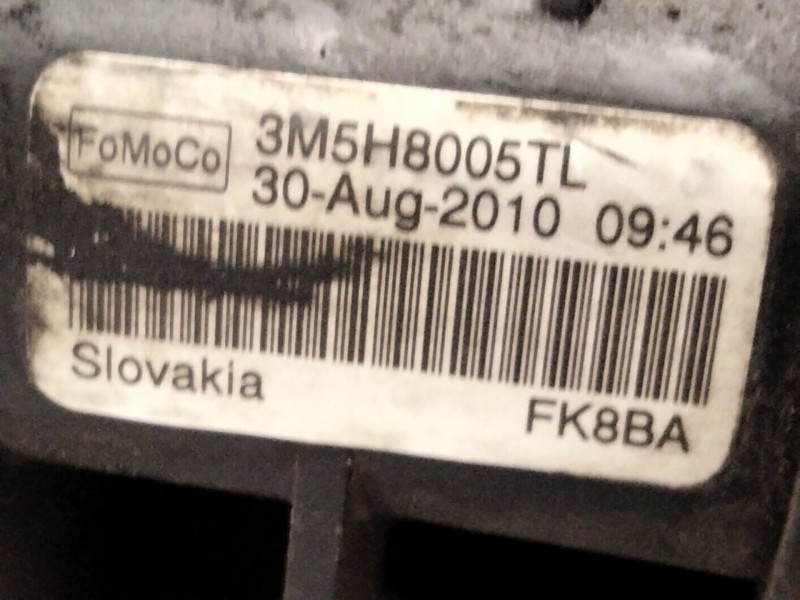 FoMoCo 3M5H8005TL
30-Aug-2010 09:46
Slovakia
FK8BA